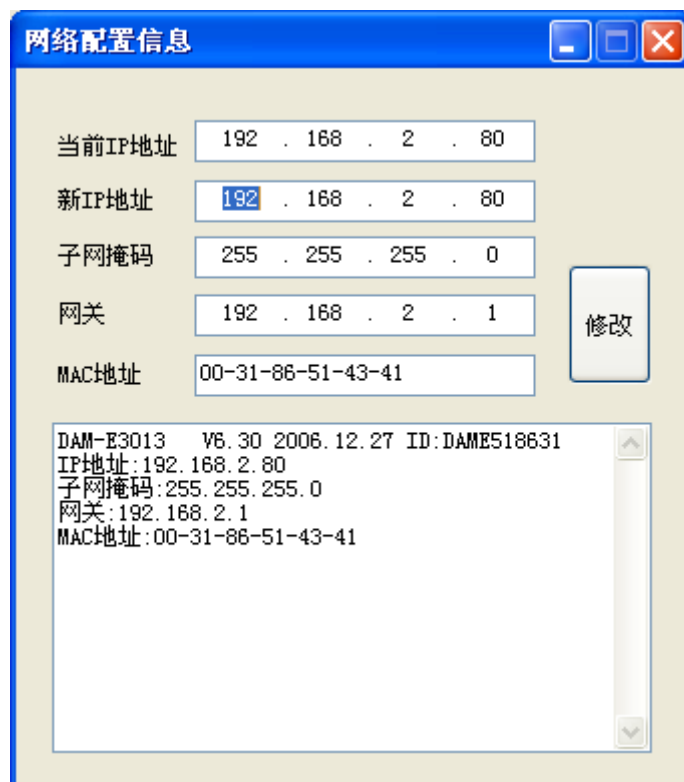 网络配置信息
当前IP地址 192 . 168 . 2 . 80
新IP地址 192 . 168 . 2 . 80
子网掩码 255 . 255 . 255 . 0
网关 192 . 168 . 2 . 1
修改
MAC地址 00-31-86-51-43-41
DAM-E3013 V6.30 2006.12.27 ID:DAME518631
IP地址:192.168.2.80
子网掩码:255.255.255.0
网关:192.168.2.1
MAC地址:00-31-86-51-43-41